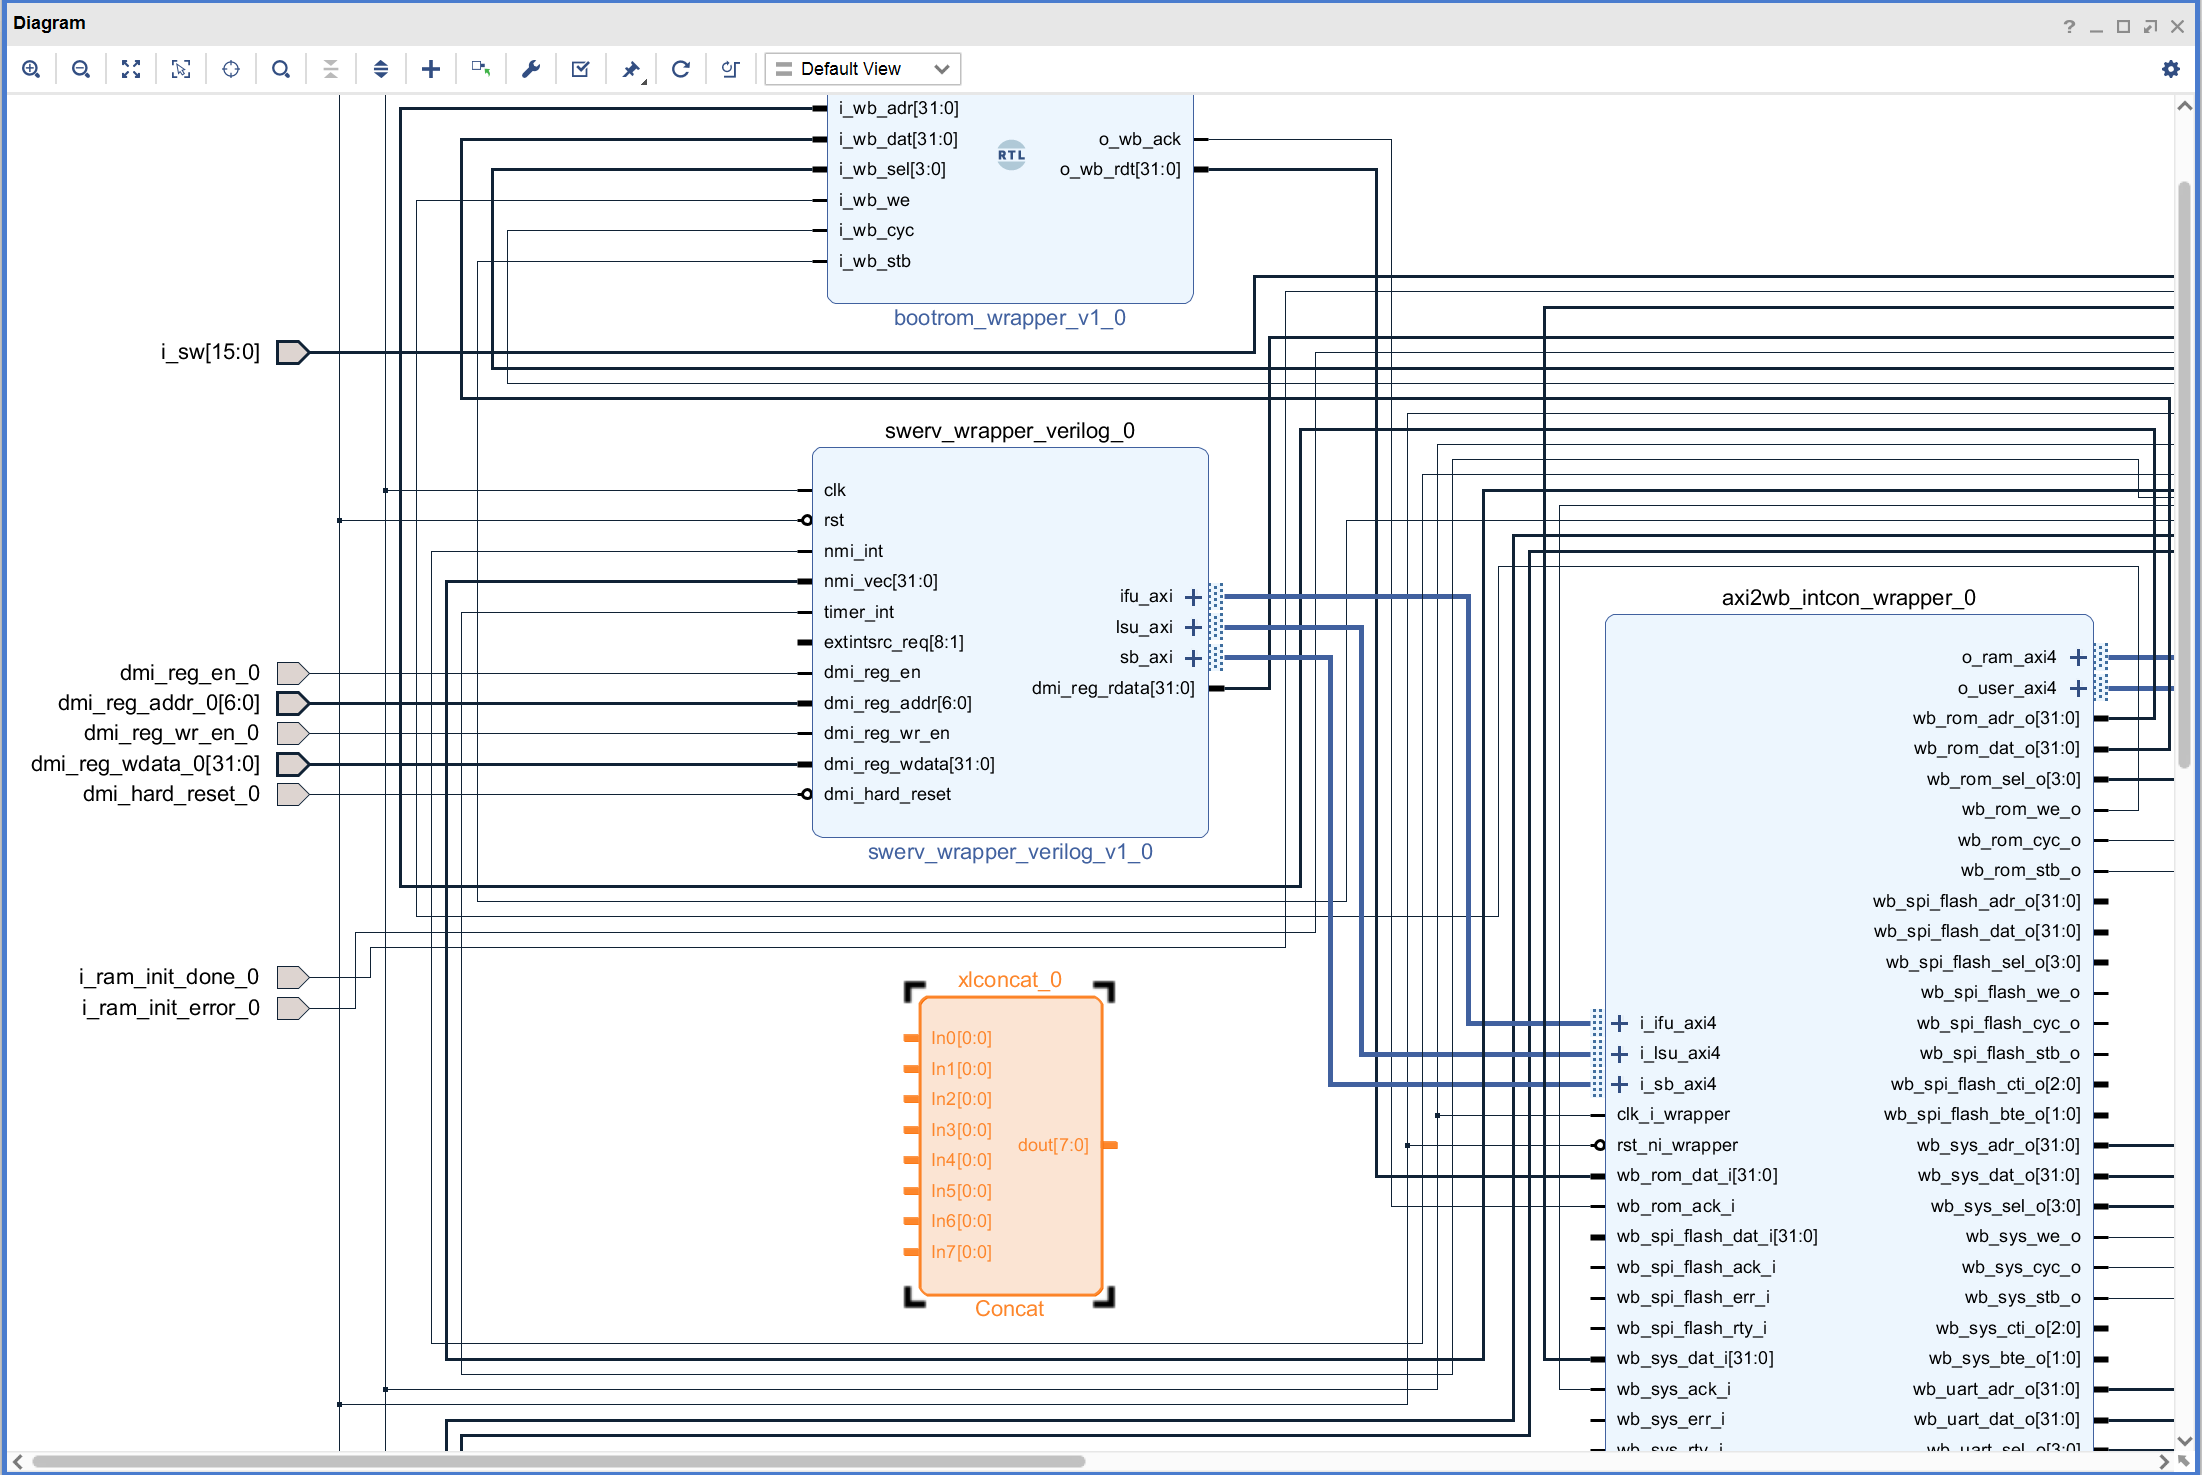 Diagram
Default View
i_wb_adr[31:0]
i_wb_dat[31:0]
i_wb_sel[3:0]
i_wb_we
i_wb_cyc
i_wb_stb
RTL
o_wb_ack
o_wb_rdt[31:0]
bootrom_wrapper_v1_0
i_sw[15:0]
swerv_wrapper_verilog_0
clk
rst
nmi_int
nmi_vec[31:0]
timer_int
extintsrc_req[8:1]
dmi_reg_en
dmi_reg_addr[6:0]
dmi_reg_wr_en
dmi_reg_wdata[31:0]
dmi_hard_reset
ifu_axi
lsu_axi
sb_axi
dmi_reg_rdata[31:0]
swerv_wrapper_verilog_v1_0
dmi_reg_en_0
dmi_reg_addr_0[6:0]
dmi_reg_wr_en_0
dmi_reg_wdata_0[31:0]
dmi_hard_reset_0
i_ram_init_done_0
i_ram_init_error_0
xlconcat_0
In0[0:0]
In1[0:0]
In2[0:0]
In3[0:0]
In4[0:0]
In5[0:0]
In6[0:0]
In7[0:0]
dout[7:0]
Concat
axi2wb_intcon_wrapper_0
i_ifu_axi4
i_lsu_axi4
i_sb_axi4
clk_i_wrapper
rst_ni_wrapper
wb_rom_dat_i[31:0]
wb_rom_ack_i
wb_spi_flash_dat_i[31:0]
wb_spi_flash_ack_i
wb_spi_flash_err_i
wb_spi_flash_rty_i
wb_sys_dat_i[31:0]
wb_sys_ack_i
wb_sys_err_i
wb_sys_rty_i
o_ram_axi4
o_user_axi4
wb_rom_adr_o[31:0]
wb_rom_dat_o[31:0]
wb_rom_sel_o[3:0]
wb_rom_we_o
wb_rom_cyc_o
wb_rom_stb_o
wb_spi_flash_adr_o[31:0]
wb_spi_flash_dat_o[31:0]
wb_spi_flash_sel_o[3:0]
wb_spi_flash_we_o
wb_spi_flash_cyc_o
wb_spi_flash_stb_o
wb_spi_flash_cti_o[2:0]
wb_spi_flash_bte_o[1:0]
wb_sys_adr_o[31:0]
wb_sys_dat_o[31:0]
wb_sys_sel_o[3:0]
wb_sys_we_o
wb_sys_cyc_o
wb_sys_stb_o
wb_sys_cti_o[2:0]
wb_sys_bte_o[1:0]
wb_uart_adr_o[31:0]
wb_uart_dat_o[31:0]
wb_uart_sel_o[3:0]